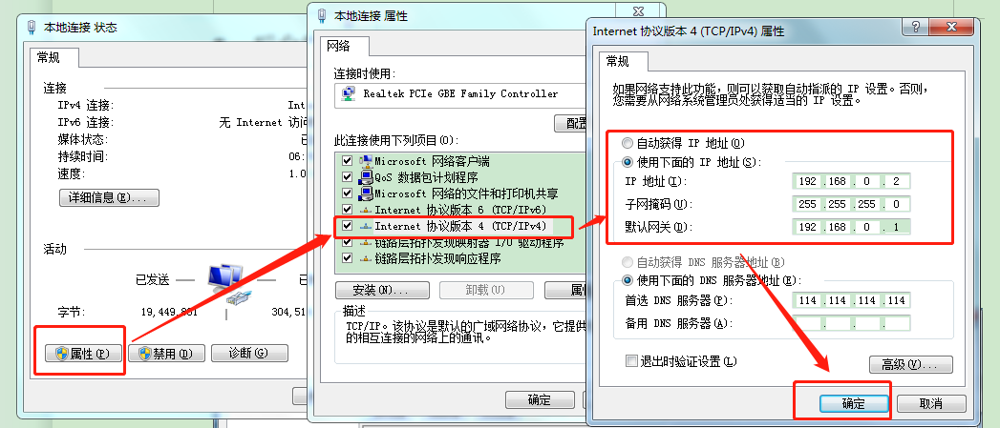 本地连接 状态
常规
连接
IPv4 连接:
Int
IPv6 连接:
无 Internet 访问
媒体状态:
持续时间:
06:
速度:
1.0
详细信息(E)...
活动
已发送
字节:
19,449,831
304,51
属性(P)
禁用(D)
诊断(G)
本地连接 属性
网络
连接时使用:
Realtek PCIe GBE Family Controller
配置
此连接使用下列项目(O):
Microsoft 网络客户端
QoS 数据包计划程序
Microsoft 网络的文件和打印机共享
Internet 协议版本 6 (TCP/IPv6)
Internet 协议版本 4 (TCP/IPv4)
链路层拓扑发现映射器 I/O 驱动程序
链路层拓扑发现响应程序
安装(N)...
卸载(U)
属性
描述
TCP/IP。该协议是默认的广域网络协议，它提供
的相互连接的网络上的通讯。
确定
Internet 协议版本 4 (TCP/IPv4) 属性
常规
如果网络支持此功能，则可以获取自动指派的 IP 设置。否则，
您需要从网络系统管理员处获得适当的 IP 设置。
自动获得 IP 地址(O)
使用下面的 IP 地址(S):
IP 地址(I):
192 .168 . 0 . 2
子网掩码(U):
255 .255 .255 . 0
默认网关(D):
192 .168 . 0 . 1
自动获得 DNS 服务器地址(B)
使用下面的 DNS 服务器地址(E):
首选 DNS 服务器(P):
114 .114 .114 .114
备用 DNS 服务器(A):
. . .
退出时验证设置(L)
高级(V)...
确定
取消